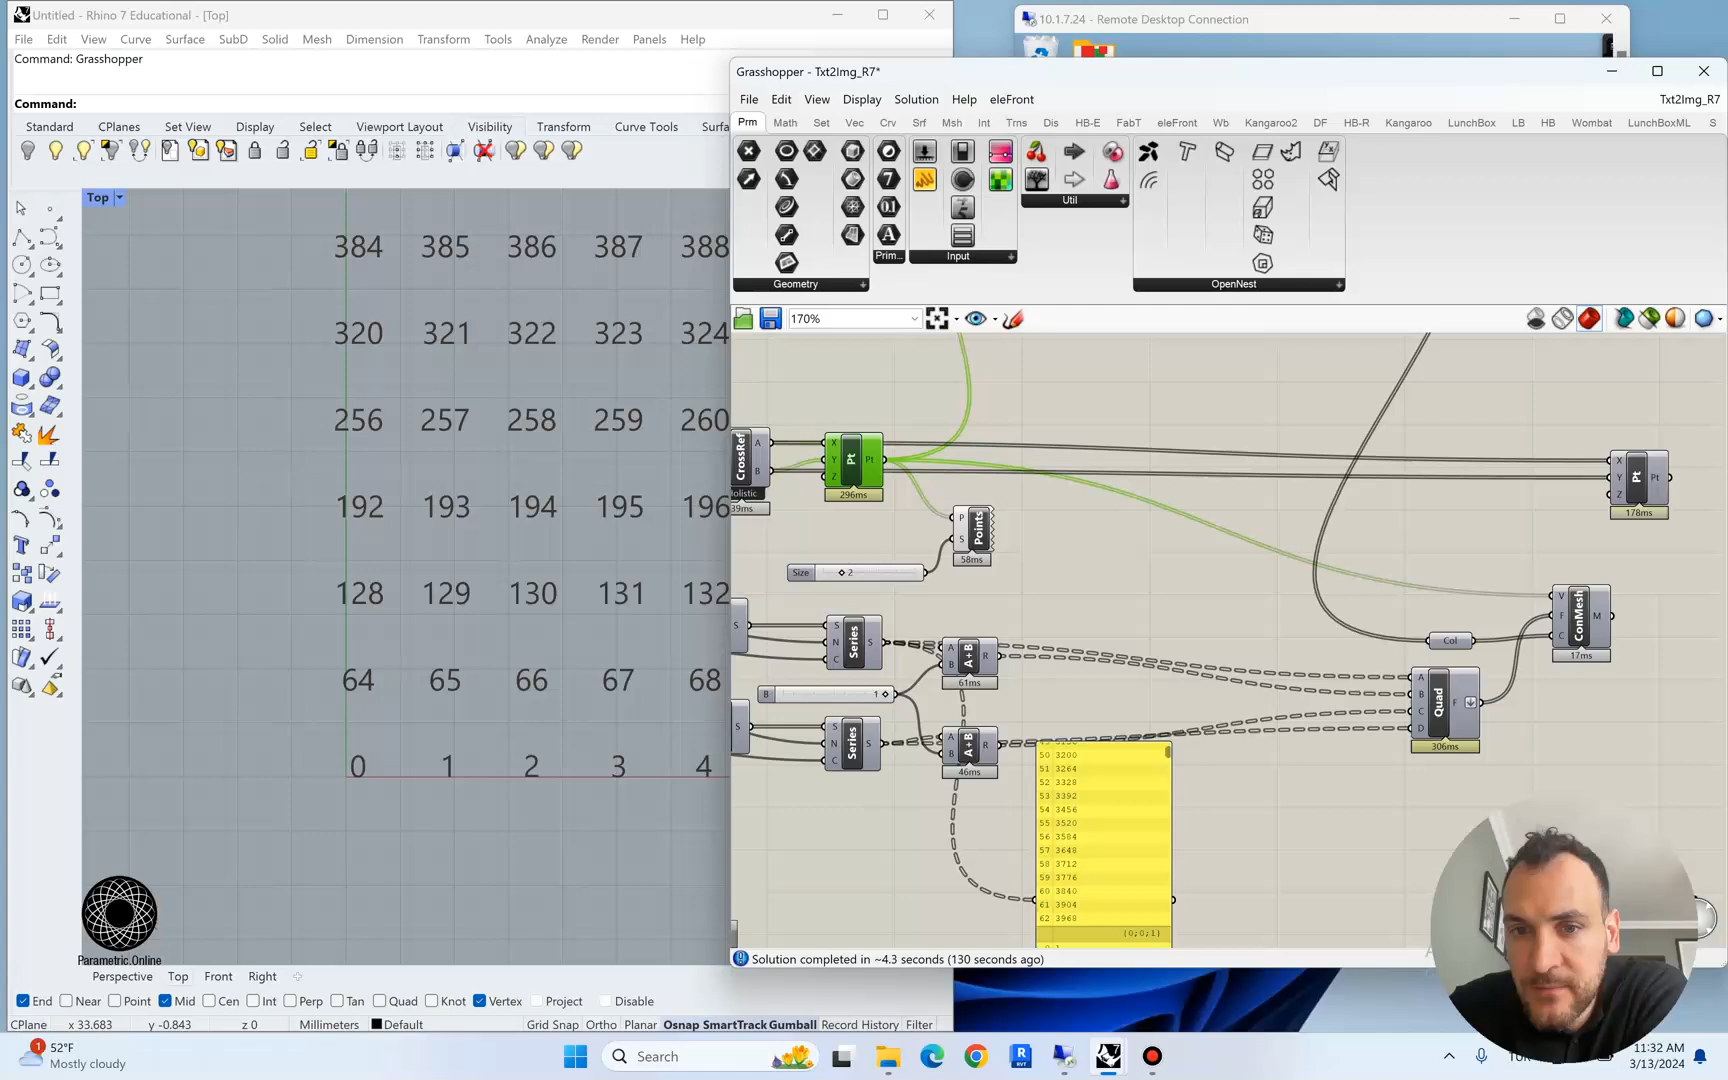 Untitled - Rhino 7 Educational - [Top]
File Edit View Curve Surface SubD Solid Mesh Dimension Transform Tools Analyze Render Panels Help
Command: Grasshopper
Command:
Standard CPlanes Set View Display Select Viewport Layout Visibility Transform Curve Tools Surfa
Top
384 385 386 387 388
320 321 322 323 324
256 257 258 259 260
192 193 194 195 196
128 129 130 131 132
64 65 66 67 68
0 1 2 3 4
Parametric.Online
Perspective Top Front Right
End Near Point Mid Cen Int Perp Tan Quad Knot Vertex Project Disable
CPlane x 33.683 y -0.843 z 0 Millimeters Default Grid Snap Ortho Planar Osnap SmartTrack Gumball Record History Filter
10.1.7.24 - Remote Desktop Connection
Grasshopper - Txt2Img_R7*
File Edit View Display Solution Help eleFront Txt2Img_R7
Prm Math Set Vec Crv Srf Msh Int Trns Dis HB-E FabT eleFront Wb Kangaroo2 DF HB-R Kangaroo LunchBox LB HB Wombat LunchBoxML S
Geometry Prim... Input Util OpenNest
170%
CrossRef A B
Holistic
39ms
X Y Z Pt Pt
296ms
P S Points
58ms
Size 2
X Y Z Pt Pt
178ms
S
Series S N C S
A B A+B R
61ms
B 1
S
Series S N C S
A B A+B R
46ms
Col
V F C ConMesh M
17ms
A B C D Quad F
306ms
50 3200
51 3264
52 3328
53 3392
54 3456
55 3520
56 3584
57 3648
58 3712
59 3776
60 3840
61 3904
62 3968
{0;0;1}
Solution completed in ~4.3 seconds (130 seconds ago)
1
52°F
Mostly cloudy
Search
11:32 AM
3/13/2024